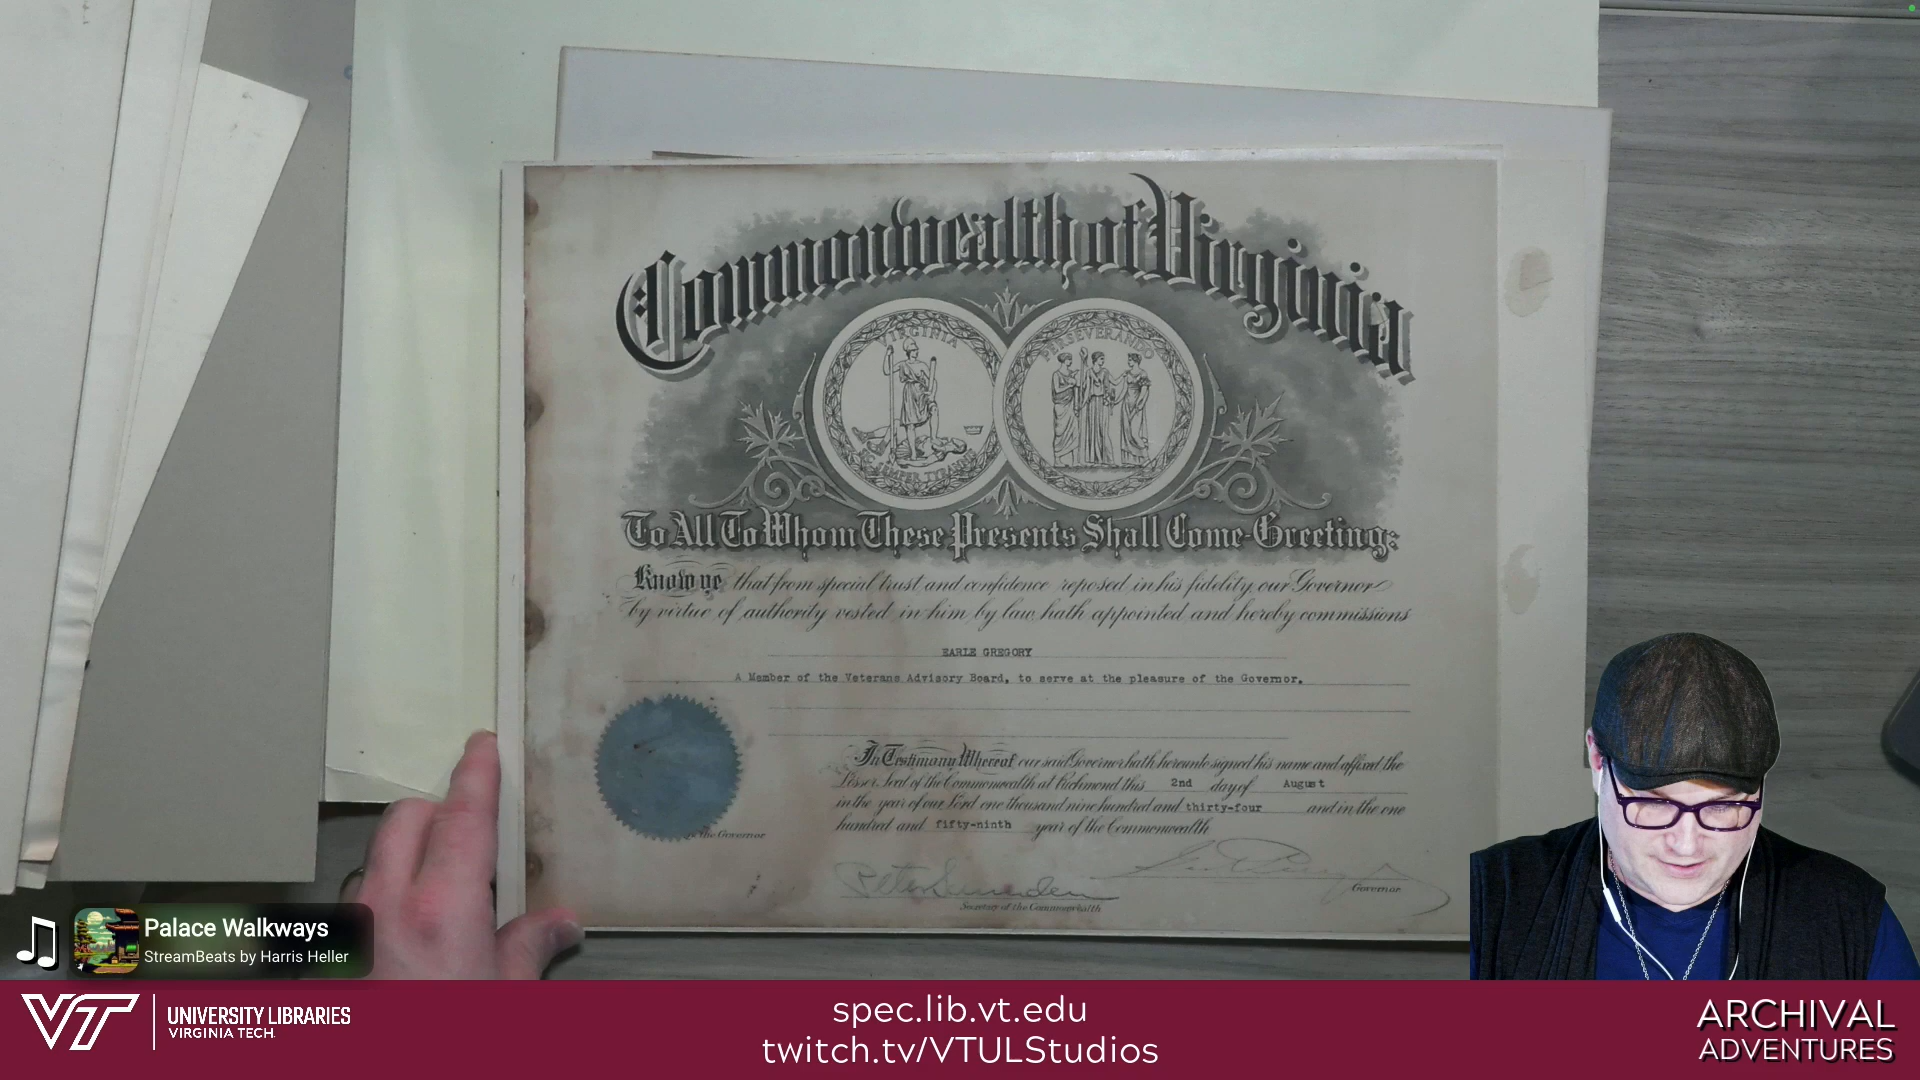 Commonwealth of Virginia
VIRGINIA
PERSEVERANDO
SIC SEMPER TYRANNIS
To All To Whom These Presents Shall Come-Greeting:
Know ye that from special trust and confidence reposed in his fidelity, our Governor
by virtue of authority vested in him by law, hath appointed and hereby commissions
EARLE GREGORY
A Member of the Veterans Advisory Board, to serve at the pleasure of the Governor.
In Testimony Whereof our said Governor hath hereunto signed his name and affixed the
Lesser Seal of the Commonwealth at Richmond this 2nd day of August
in the year of our Lord one thousand nine hundred and thirty-four and in the one
hundred and fifty-ninth year of the Commonwealth
the Governor
Governor
Secretary of the Commonwealth
Palace Walkways
StreamBeats by Harris Heller
VT
UNIVERSITY LIBRARIES
VIRGINIA TECH
spec.lib.vt.edu
twitch.tv/VTULStudios
ARCHIVAL
ADVENTURES